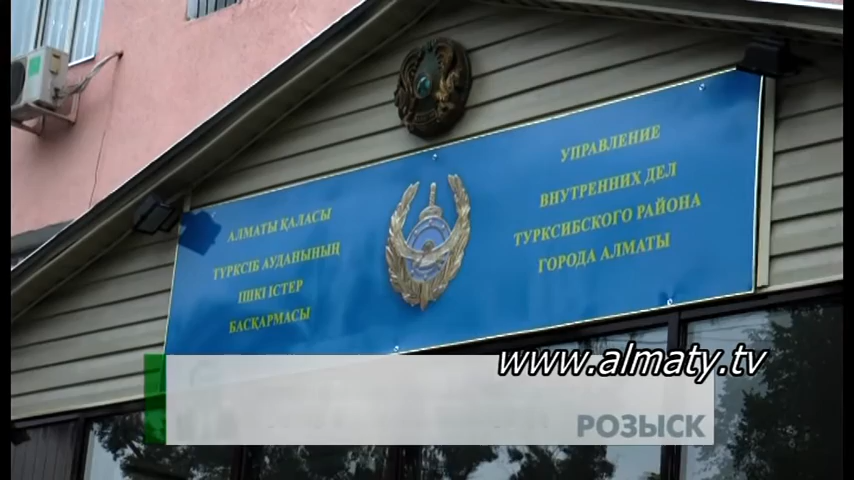 АЛМАТЫ ҚАЛАСЫ
ТҮРКСІБ АУДАНЫНЫҢ
ІШКІ ІСТЕР
БАСҚАРМАСЫ
УПРАВЛЕНИЕ
ВНУТРЕННИХ ДЕЛ
ТУРКСИБСКОГО РАЙОНА
ГОРОДА АЛМАТЫ
www.almaty.tv
РОЗЫСК